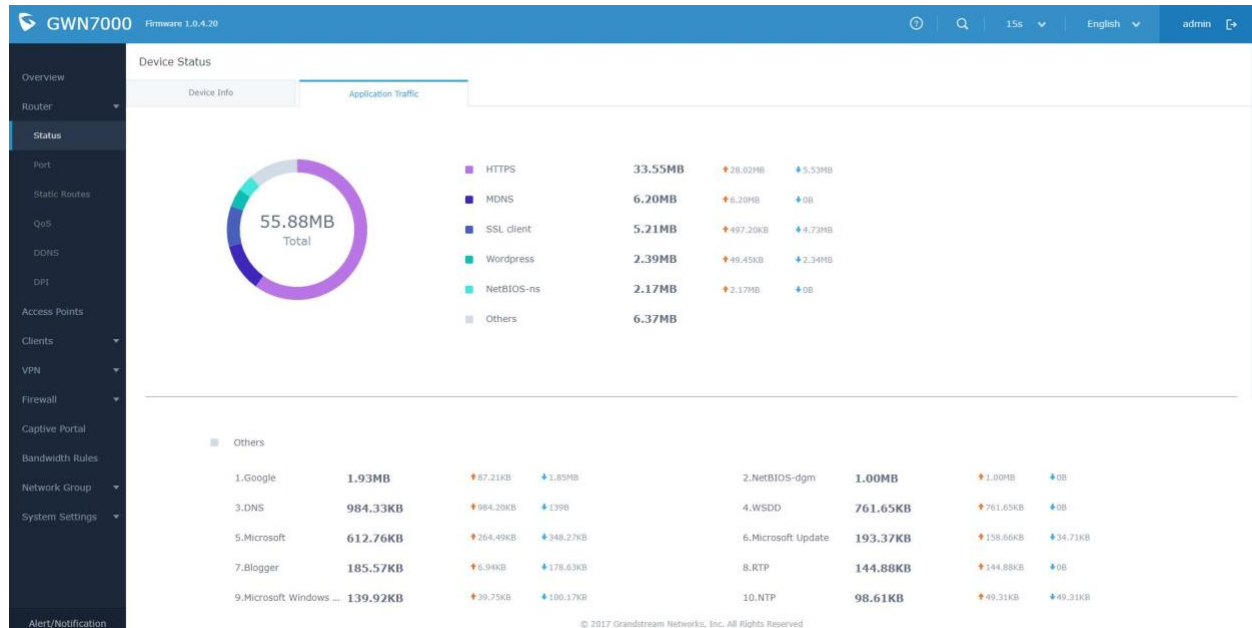 GWN7000 Firmware 1.0.4.20 15s English admin
Overview
Router
Status
Port
Static Routes
QoS
DDNS
DPI
Access Points
Clients
VPN
Firewall
Captive Portal
Bandwidth Rules
Network Group
System Settings
Alert/Notification
Device Status
Device Info Application Traffic
55.88MB
Total
HTTPS 33.55MB 28.02MB 5.53MB
MDNS 6.20MB 6.20MB 0B
SSL client 5.21MB 497.20KB 4.73MB
Wordpress 2.39MB 49.45KB 2.34MB
NetBIOS-ns 2.17MB 2.17MB 0B
Others 6.37MB
Others
1.Google 1.93MB 87.21KB 1.85MB 2.NetBIOS-dgm 1.00MB 1.00MB 0B
3.DNS 984.33KB 984.20KB 139B 4.WSDD 761.65KB 761.65KB 0B
5.Microsoft 612.76KB 264.49KB 348.27KB 6.Microsoft Update 193.37KB 158.66KB 34.71KB
7.Blogger 185.57KB 6.94KB 178.63KB 8.RTP 144.88KB 144.88KB 0B
9.Microsoft Windows ... 139.92KB 39.75KB 100.17KB 10.NTP 98.61KB 49.31KB 49.31KB
© 2017 Grandstream Networks, Inc. All Rights Reserved